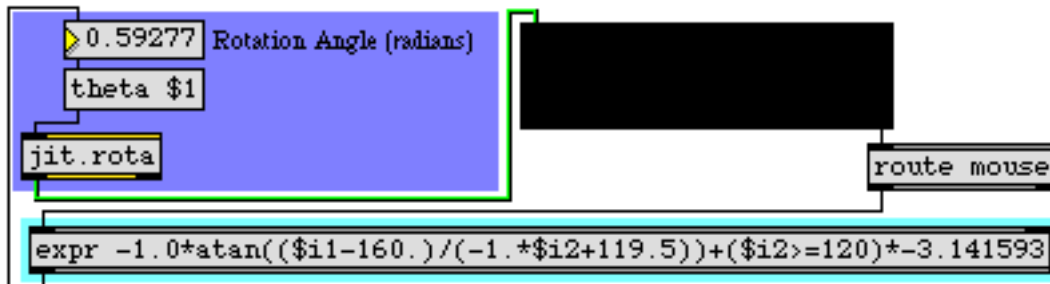 0.59277 Rotation Angle (radians)
theta $1
jit.rota
route mouse
expr -1.0*atan(($i1-160.)/(-1.*$i2+119.5))+($i2>=120)*-3.141593